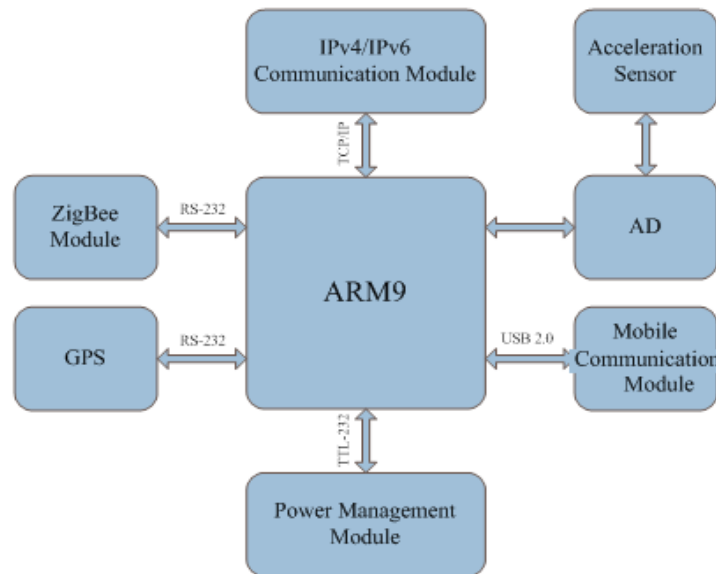 IPv4/IPv6
Communication Module
Acceleration
Sensor
TCP/IP
ZigBee
Module
RS-232
ARM9
AD
GPS
RS-232
USB 2.0
Mobile
Communication
Module
TTL-232
Power Management
Module